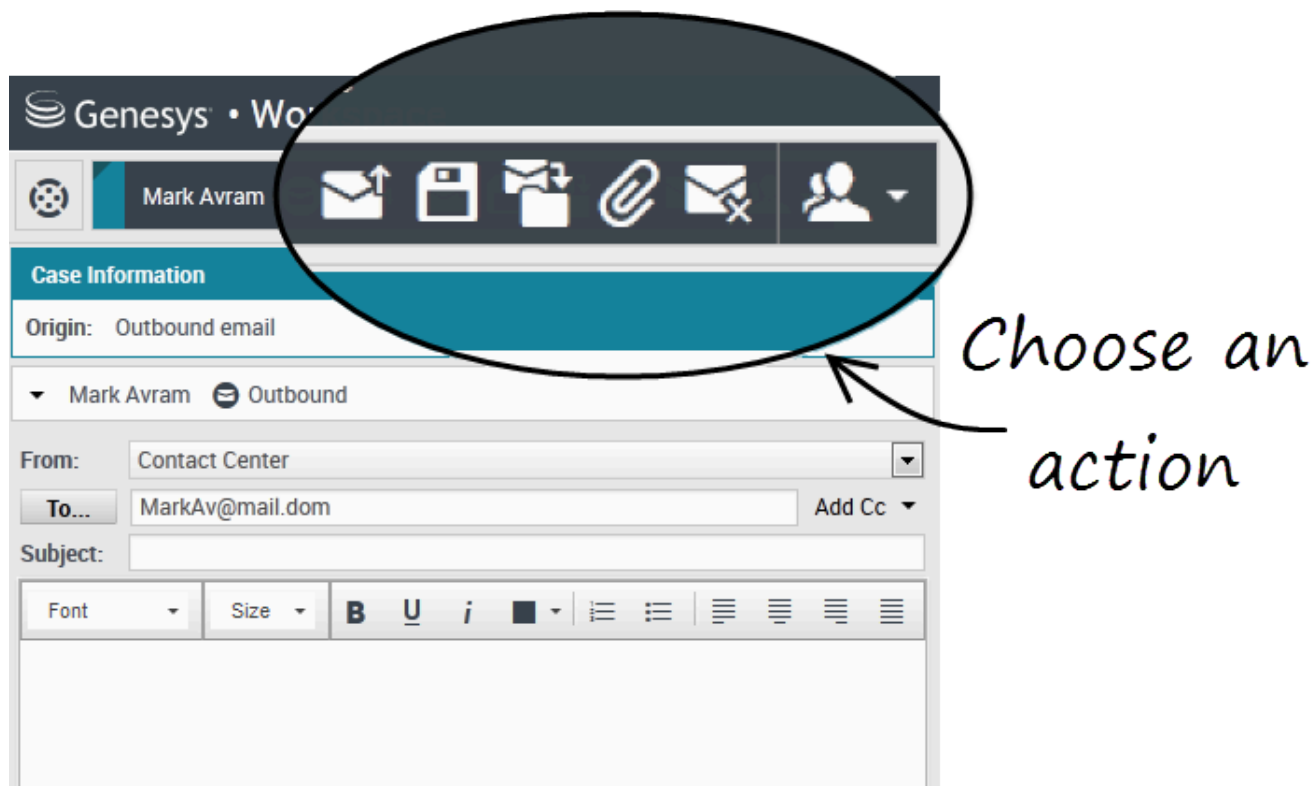 Genesys • Wo
Mark Avram
Case Information
Origin: Outbound email
Mark Avram Outbound
From: Contact Center
To... MarkAv@mail.dom Add Cc
Subject:
Font Size B U i
Choose an
action